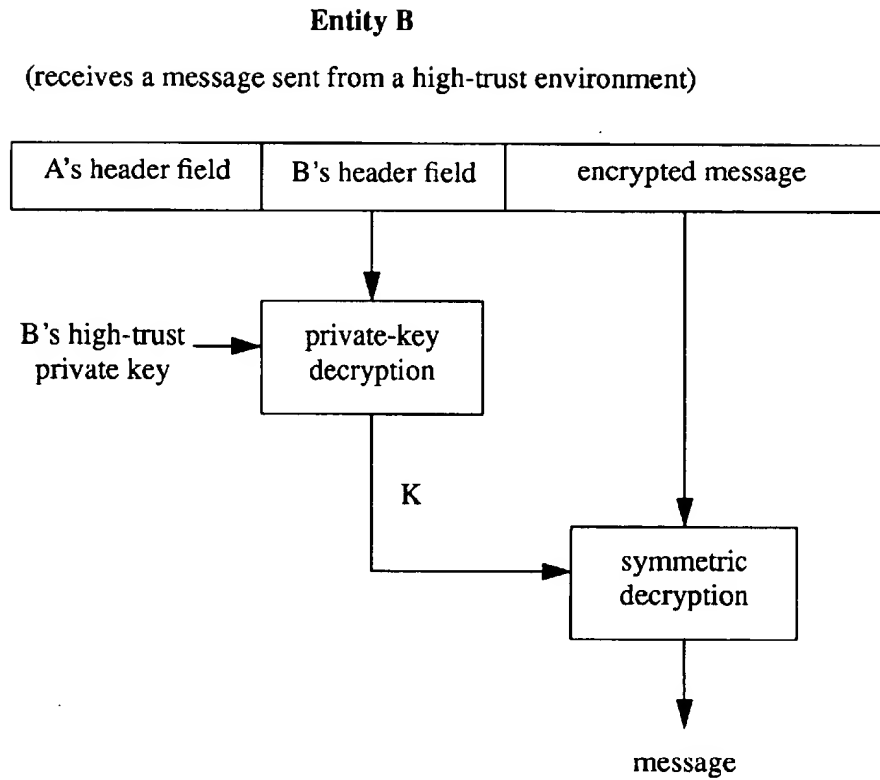 Entity B
(receives a message sent from a high-trust environment)
A's header field
B's header field
encrypted message
B's high-trust
private key
private-key
decryption
K
symmetric
decryption
message